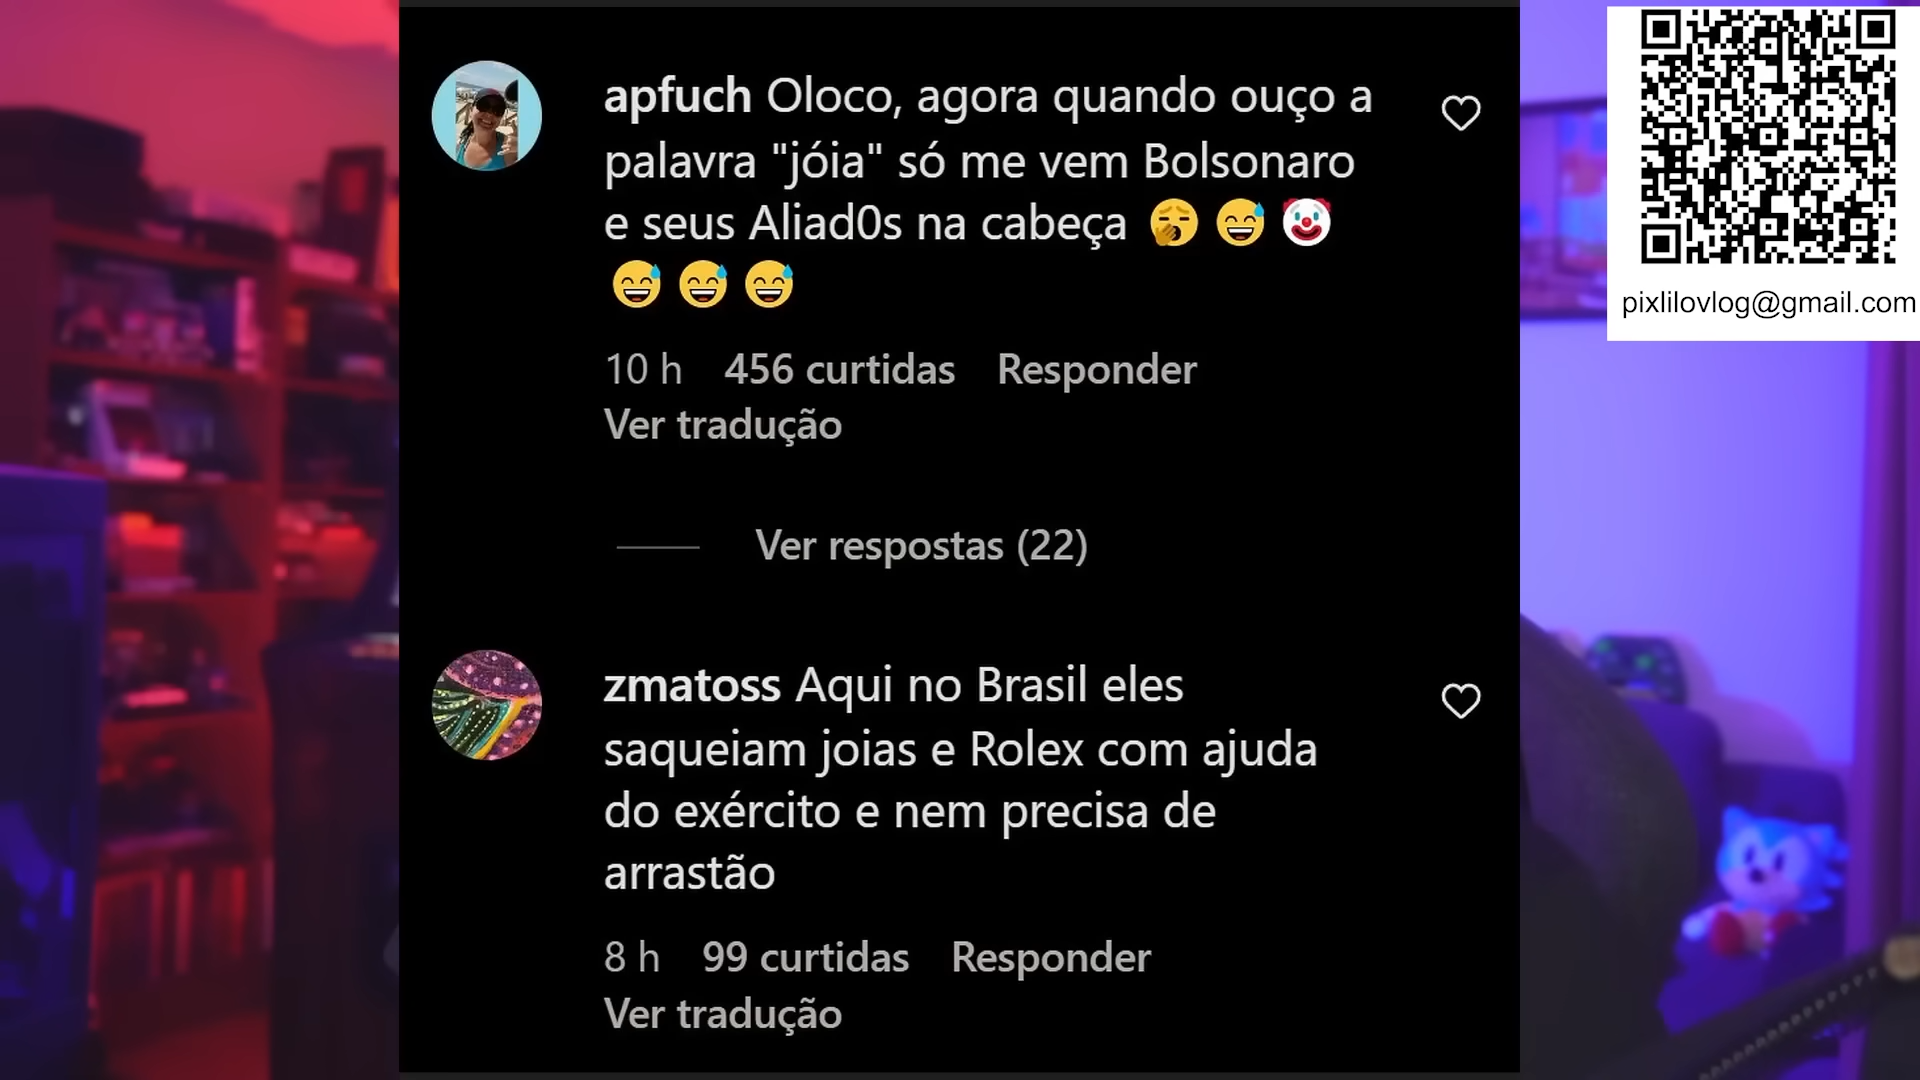 apfuch Oloco, agora quando ouço a
palavra "jóia" só me vem Bolsonaro
e seus Aliad0s na cabeça 🥱 😅 🤡
😅 😅 😅
10 h 456 curtidas Responder
Ver tradução
Ver respostas (22)
zmatoss Aqui no Brasil eles
saqueiam joias e Rolex com ajuda
do exército e nem precisa de
arrastão
8 h 99 curtidas Responder
Ver tradução
pixlilovlog@gmail.com